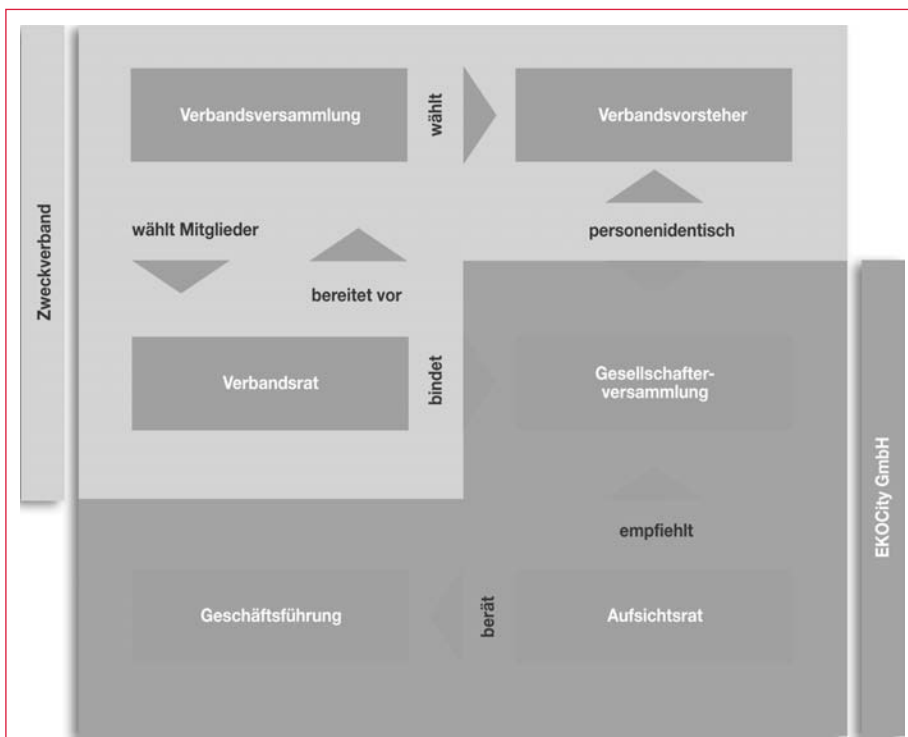 Zweckverband
Verbandsversammlung
wählt
Verbandsvorsteher
wählt Mitglieder
bereitet vor
personenidentisch
Verbandsrat
bindet
Gesellschafter-
versammlung
empfiehlt
Geschäftsführung
berät
Aufsichtsrat
EKOCity GmbH